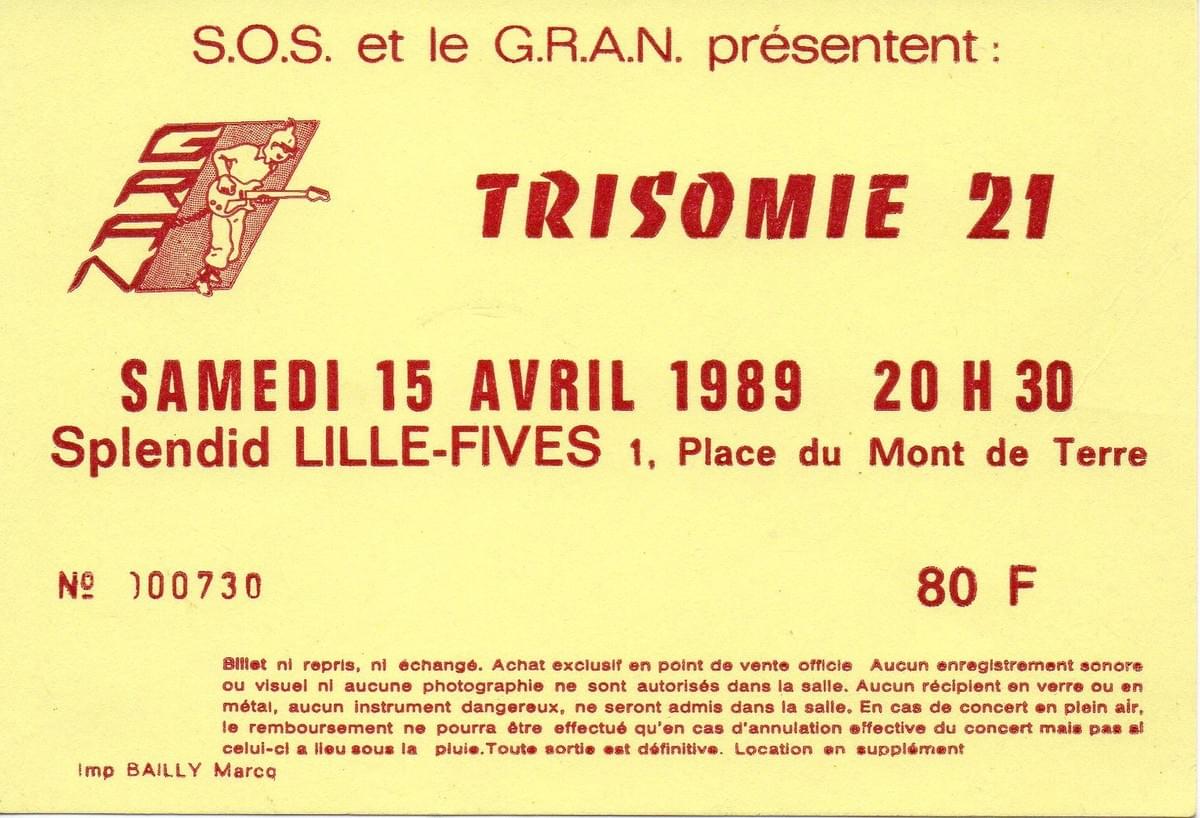 S.O.S. et le G.R.A.N. présentent :
GRAN
TRISOMIE 21
SAMEDI 15 AVRIL 1989 20 H 30
Splendid LILLE-FIVES 1, Place du Mont de Terre
Nº 000730
80 F
Billet ni repris, ni échangé. Achat exclusif en point de vente officie Aucun enregistrement sonore
ou visuel ni aucune photographie ne sont autorisés dans la salle. Aucun récipient en verre ou en
métal, aucun instrument dangereux, ne seront admis dans la salle. En cas de concert en plein air,
le remboursement ne pourra être effectué qu'en cas d'annulation effective du concert mais pas si
celui-ci a lieu sous la pluie.Toute sortie est définitive. Location en supplément
Imp BAILLY Marcq